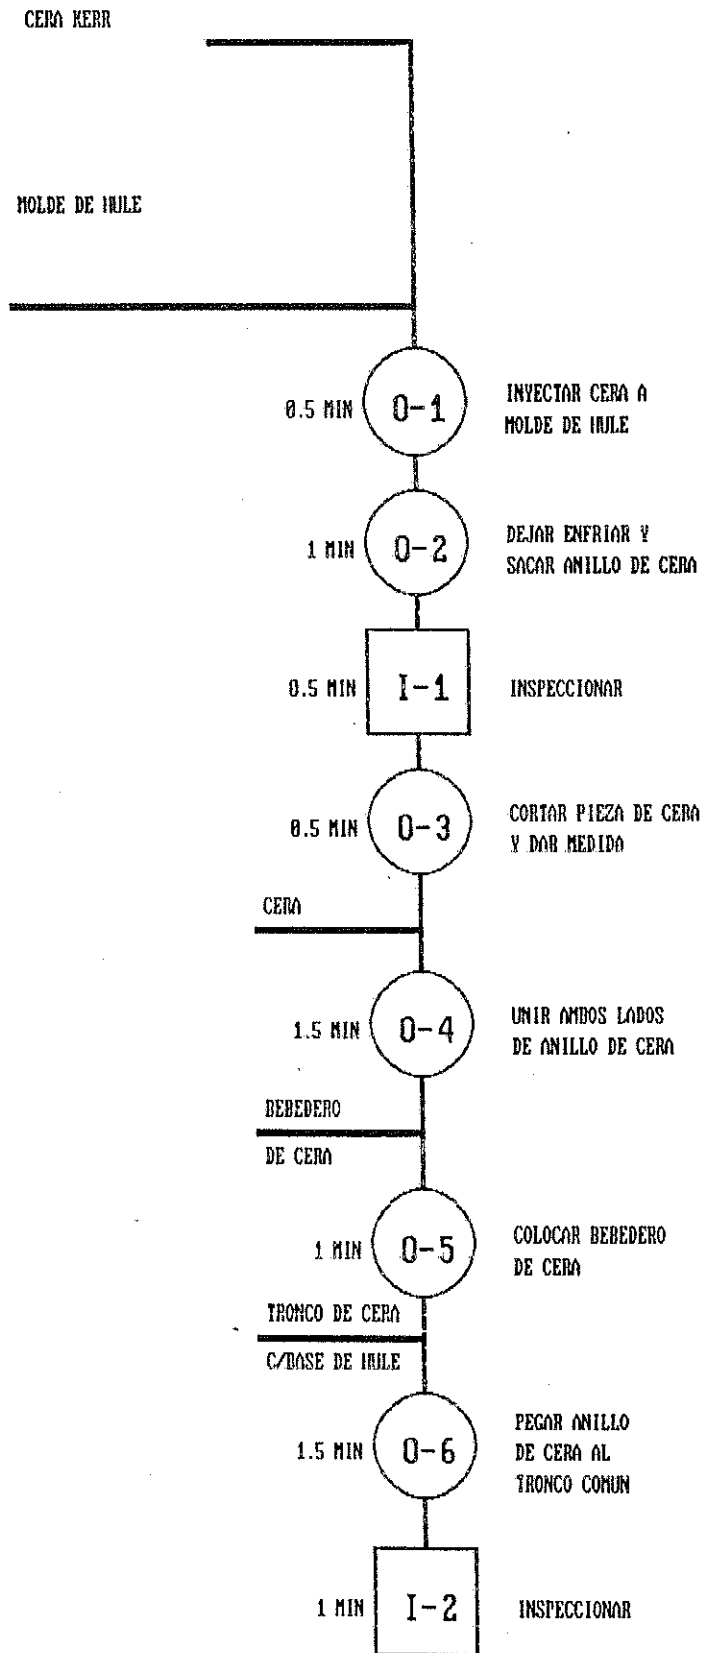 CERA KERR
MOLDE DE HULE
0.5 MIN
O-1
INYECTAR CERA A
MOLDE DE HULE
1 MIN
O-2
DEJAR ENFRIAR Y
SACAR ANILLO DE CERA
0.5 MIN
I-1
INSPECCIONAR
0.5 MIN
O-3
CORTAR PIEZA DE CERA
Y DAR MEDIDA
CERA
1.5 MIN
O-4
UNIR AMBOS LADOS
DE ANILLO DE CERA
BEBEDERO
DE CERA
1 MIN
O-5
COLOCAR BEBEDERO
DE CERA
TRONCO DE CERA
C/BASE DE HULE
1.5 MIN
O-6
PEGAR ANILLO
DE CERA AL
TRONCO COMUN
1 MIN
I-2
INSPECCIONAR